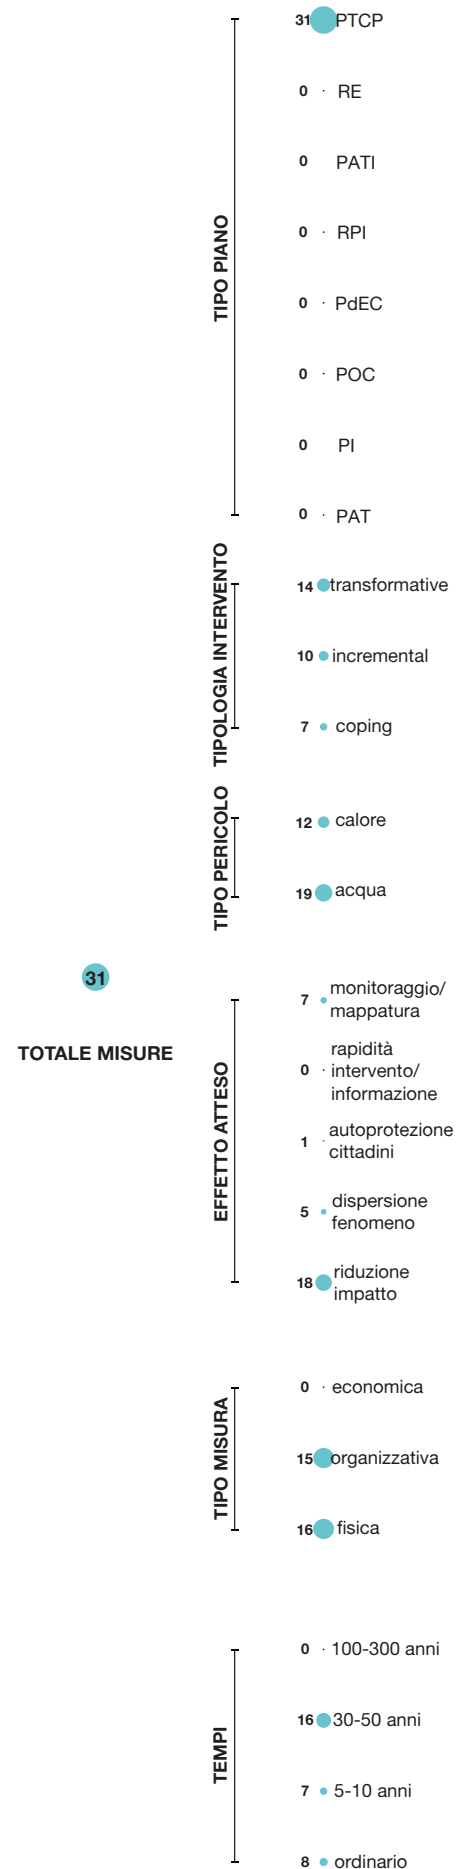 TIPO PIANO
31 PTCP
0 RE
0 PATI
0 RPI
0 PdEC
0 POC
0 PI
0 PAT
TIPOLOGIA INTERVENTO
14 transformative
10 incremental
7 coping
TIPO PERICOLO
12 calore
19 acqua
31
TOTALE MISURE
EFFETTO ATTESO
7 monitoraggio/
mappatura
rapidità
0 intervento/
informazione
1 autoprotezione
cittadini
5 dispersione
fenomeno
18 riduzione
impatto
TIPO MISURA
0 economica
15 organizzativa
16 fisica
TEMPI
0 100-300 anni
16 30-50 anni
7 5-10 anni
8 ordinario